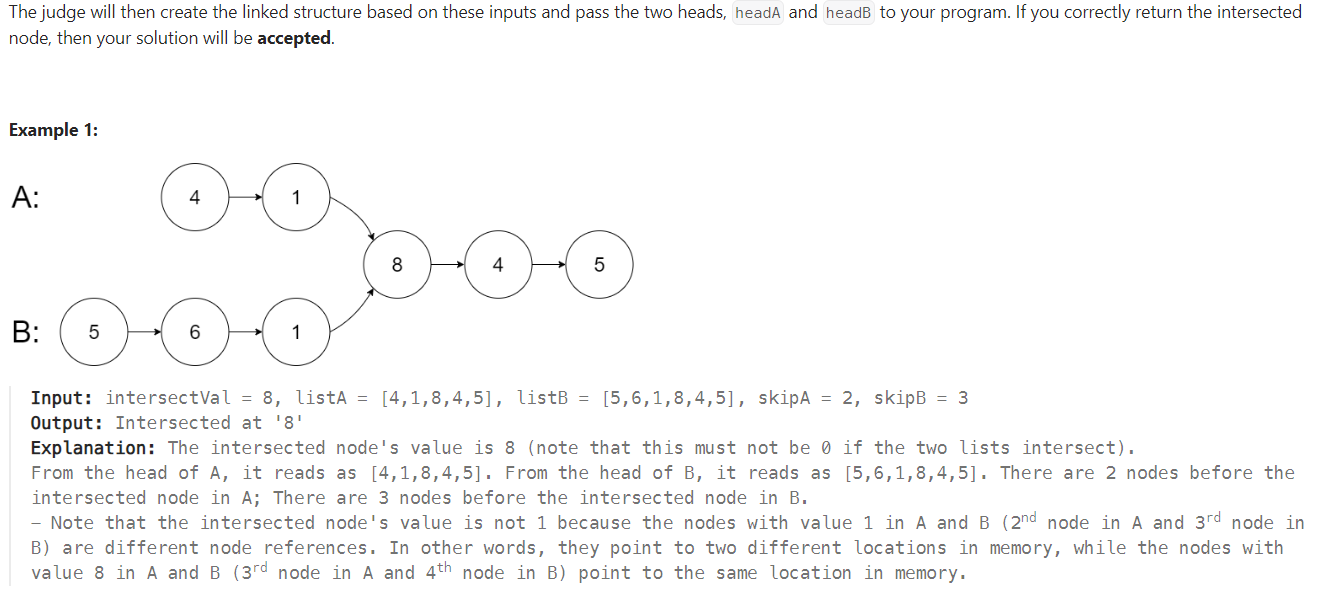 The judge will then create the linked structure based on these inputs and pass the two heads, headA and headB to your program. If you correctly return the intersected
node, then your solution will be accepted.
Example 1:
A:
4
1
8
4
5
B:
5
6
1
Input: intersectVal = 8, listA = [4,1,8,4,5], listB = [5,6,1,8,4,5], skipA = 2, skipB = 3
Output: Intersected at '8'
Explanation: The intersected node's value is 8 (note that this must not be 0 if the two lists intersect).
From the head of A, it reads as [4,1,8,4,5]. From the head of B, it reads as [5,6,1,8,4,5]. There are 2 nodes before the
intersected node in A; There are 3 nodes before the intersected node in B.
- Note that the intersected node's value is not 1 because the nodes with value 1 in A and B (2nd node in A and 3rd node in
B) are different node references. In other words, they point to two different locations in memory, while the nodes with
value 8 in A and B (3rd node in A and 4th node in B) point to the same location in memory.